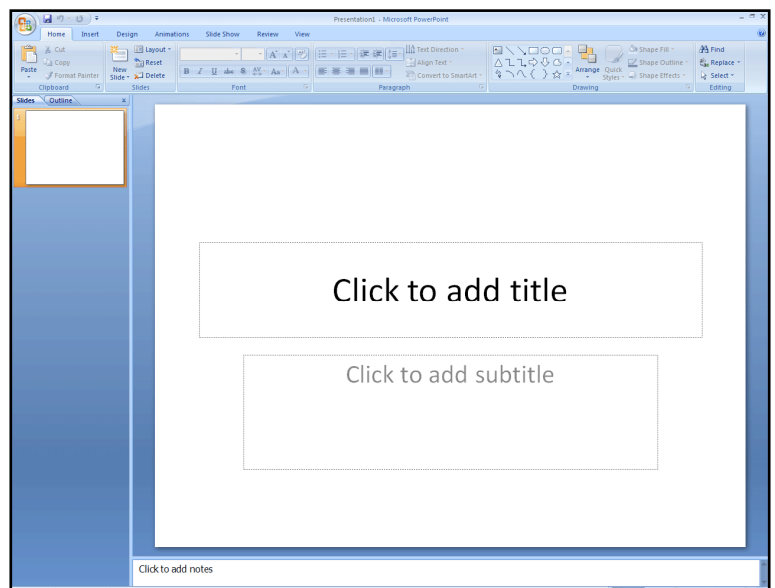 Presentation1 - Microsoft PowerPoint
Home Insert Design Animations Slide Show Review View
Paste
Cut
Copy
Format Painter
Clipboard
New Slide
Layout
Reset
Delete
Slides
B I U abc S AV Aa A
Font
Text Direction
Align Text
Convert to SmartArt
Paragraph
Arrange
Quick Styles
Shape Fill
Shape Outline
Shape Effects
Drawing
Find
Replace
Select
Editing
Slides Outline x
1
Click to add title
Click to add subtitle
Click to add notes